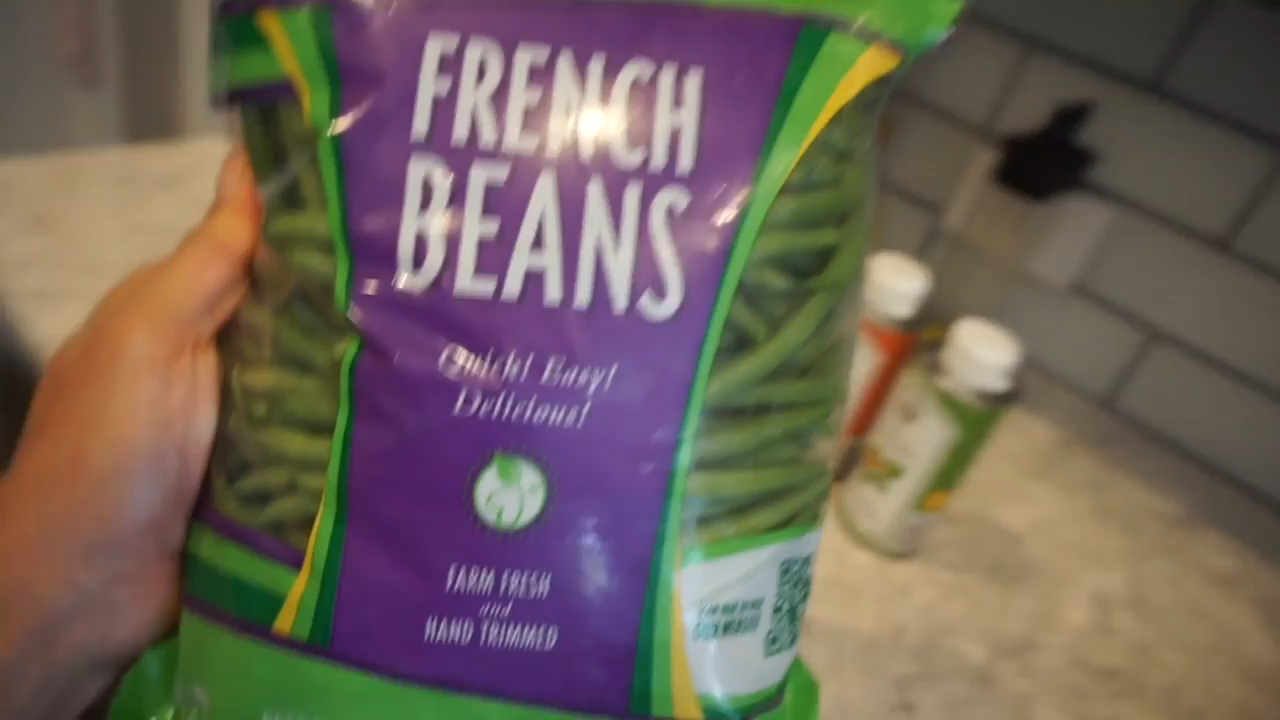 FRENCH
BEANS
Quick! Easy!
Delicious!
FARM FRESH
and
HAND TRIMMED